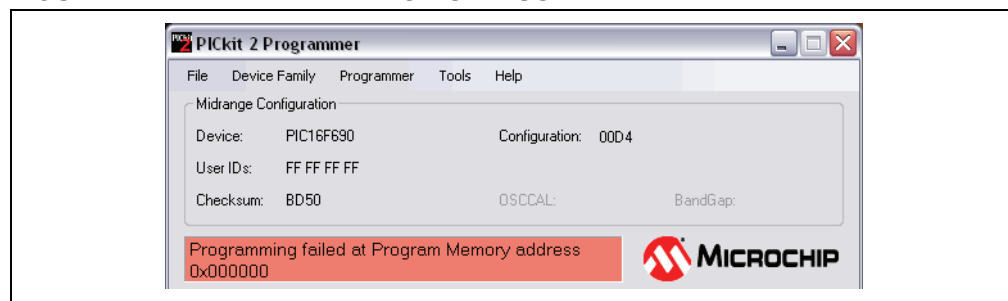 PICkit 2 Programmer
File Device Family Programmer Tools Help
Midrange Configuration
Device: PIC16F690 Configuration: 00D4
User IDs: FF FF FF FF
Checksum: BD50 OSCCAL: BandGap:
Programming failed at Program Memory address
0x000000
MICROCHIP